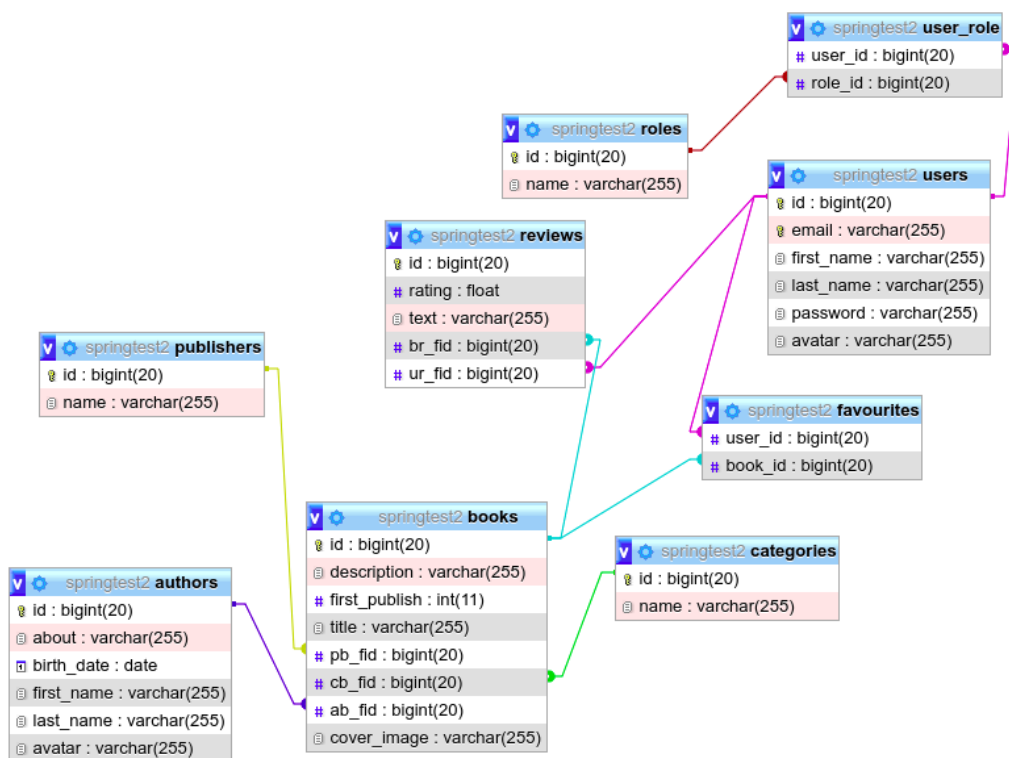 springtest2 user_role
user_id : bigint(20)
role_id : bigint(20)
springtest2 roles
id : bigint(20)
name : varchar(255)
springtest2 users
id : bigint(20)
email : varchar(255)
first_name : varchar(255)
last_name : varchar(255)
password : varchar(255)
avatar : varchar(255)
springtest2 reviews
id : bigint(20)
rating : float
text : varchar(255)
br_fid : bigint(20)
ur_fid : bigint(20)
springtest2 publishers
id : bigint(20)
name : varchar(255)
springtest2 favourites
user_id : bigint(20)
book_id : bigint(20)
springtest2 books
id : bigint(20)
description : varchar(255)
first_publish : int(11)
title : varchar(255)
pb_fid : bigint(20)
cb_fid : bigint(20)
ab_fid : bigint(20)
cover_image : varchar(255)
springtest2 categories
id : bigint(20)
name : varchar(255)
springtest2 authors
id : bigint(20)
about : varchar(255)
birth_date : date
first_name : varchar(255)
last_name : varchar(255)
avatar : varchar(255)